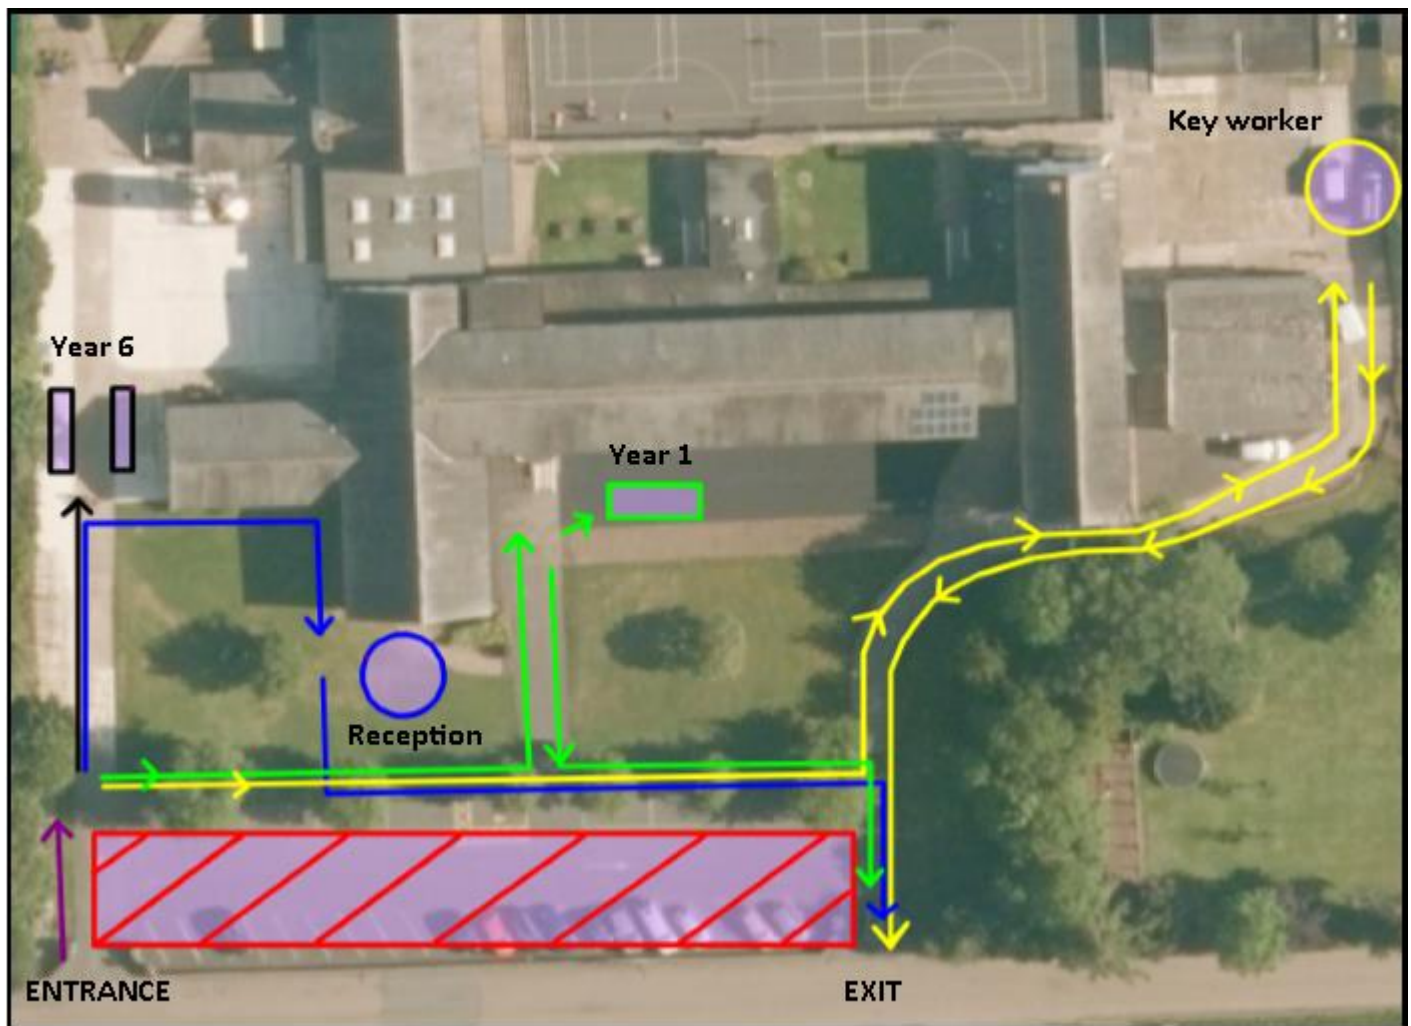 Key worker
Year 6
Year 1
Reception
ENTRANCE
EXIT